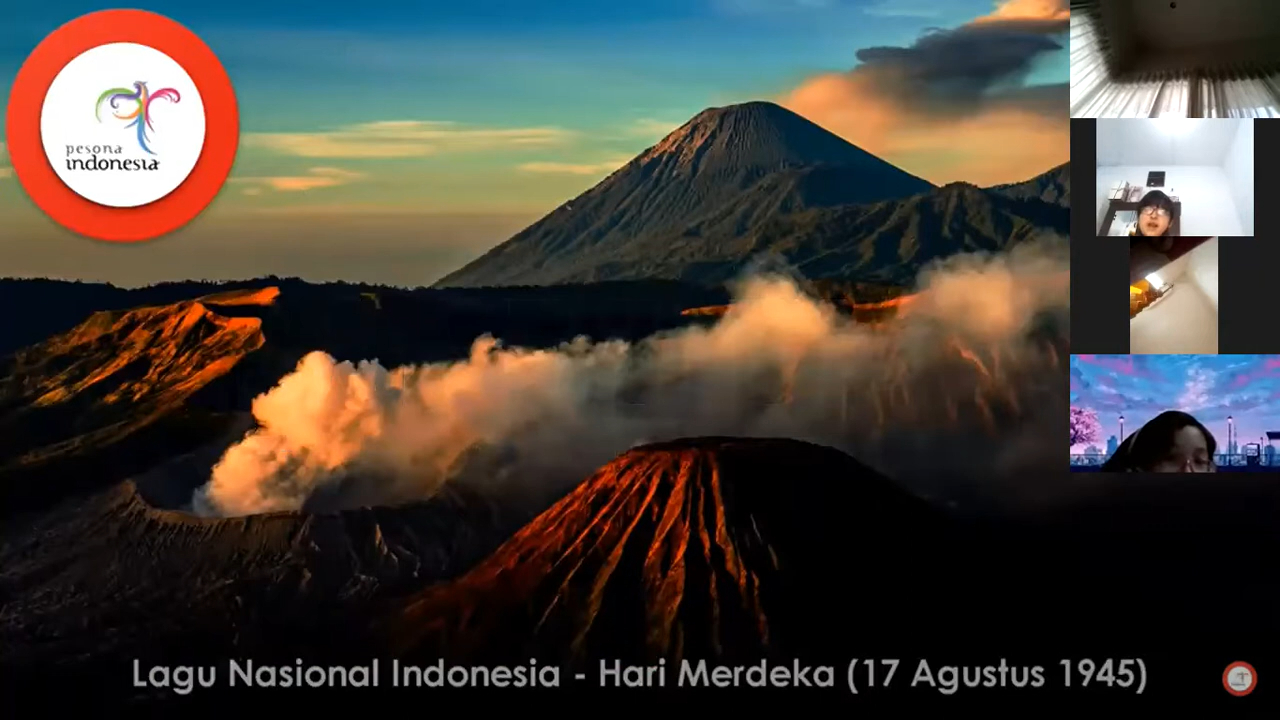 pesona
indonesia
Lagu Nasional Indonesia - Hari Merdeka (17 Agustus 1945)